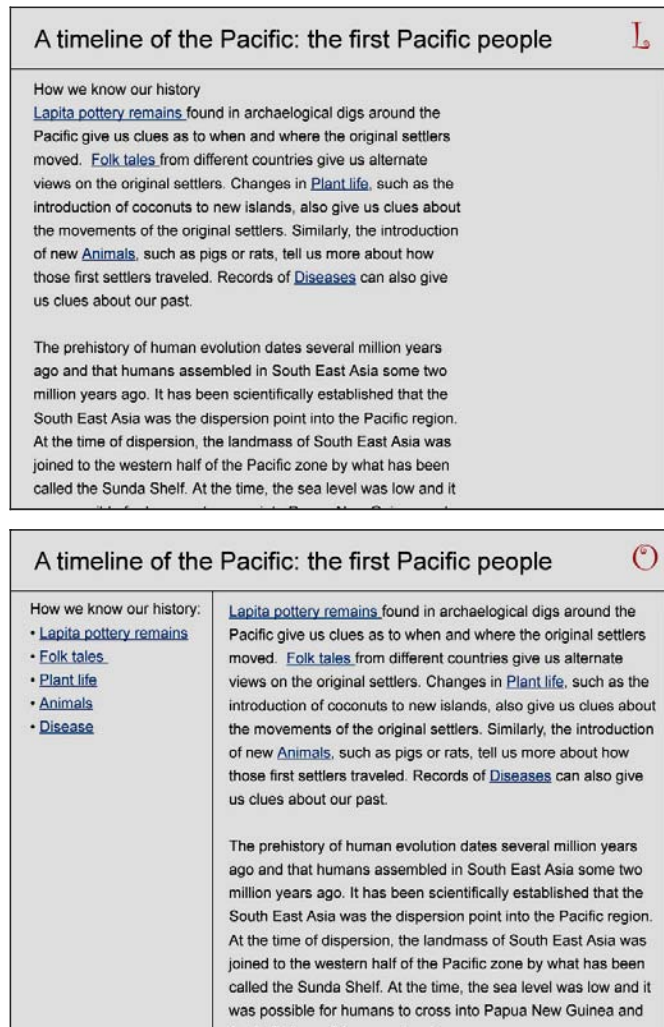 A timeline of the Pacific: the first Pacific people L
How we know our history
Lapita pottery remains found in archaelogical digs around the
Pacific give us clues as to when and where the original settlers
moved. Folk tales from different countries give us alternate
views on the original settlers. Changes in Plant life, such as the
introduction of coconuts to new islands, also give us clues about
the movements of the original settlers. Similarly, the introduction
of new Animals, such as pigs or rats, tell us more about how
those first settlers traveled. Records of Diseases can also give
us clues about our past.
The prehistory of human evolution dates several million years
ago and that humans assembled in South East Asia some two
million years ago. It has been scientifically established that the
South East Asia was the dispersion point into the Pacific region.
At the time of dispersion, the landmass of South East Asia was
joined to the western half of the Pacific zone by what has been
called the Sunda Shelf. At the time, the sea level was low and it
A timeline of the Pacific: the first Pacific people O
How we know our history:
• Lapita pottery remains
• Folk tales
• Plant life
• Animals
• Disease
Lapita pottery remains found in archaelogical digs around the
Pacific give us clues as to when and where the original settlers
moved. Folk tales from different countries give us alternate
views on the original settlers. Changes in Plant life, such as the
introduction of coconuts to new islands, also give us clues about
the movements of the original settlers. Similarly, the introduction
of new Animals, such as pigs or rats, tell us more about how
those first settlers traveled. Records of Diseases can also give
us clues about our past.
The prehistory of human evolution dates several million years
ago and that humans assembled in South East Asia some two
million years ago. It has been scientifically established that the
South East Asia was the dispersion point into the Pacific region.
At the time of dispersion, the landmass of South East Asia was
joined to the western half of the Pacific zone by what has been
called the Sunda Shelf. At the time, the sea level was low and it
was possible for humans to cross into Papua New Guinea and